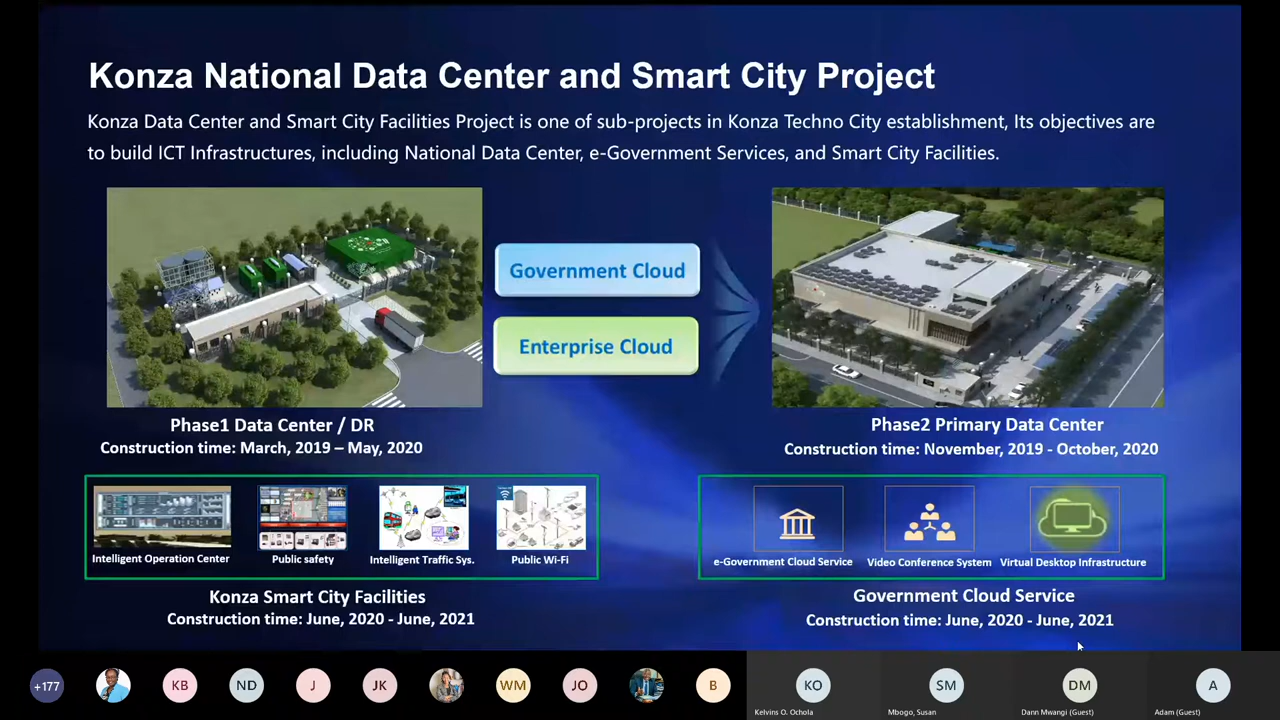 Konza National Data Center and Smart City Project
Konza Data Center and Smart City Facilities Project is one of sub-projects in Konza Techno City establishment, Its objectives are
to build ICT Infrastructures, including National Data Center, e-Government Services, and Smart City Facilities.
Government Cloud
Enterprise Cloud
Phase1 Data Center / DR
Construction time: March, 2019 – May, 2020
Phase2 Primary Data Center
Construction time: November, 2019 - October, 2020
Intelligent Operation Center
Public safety
Intelligent Traffic Sys.
Public Wi-Fi
Konza Smart City Facilities
Construction time: June, 2020 - June, 2021
e-Government Cloud Service
Video Conference System
Virtual Desktop Infrastructure
Government Cloud Service
Construction time: June, 2020 - June, 2021
+177
KB
ND
J
JK
WM
JO
B
KO
Kelvins O. Ochola
SM
Mbogo, Susan
DM
Dann Mwangi (Guest)
A
Adam (Guest)